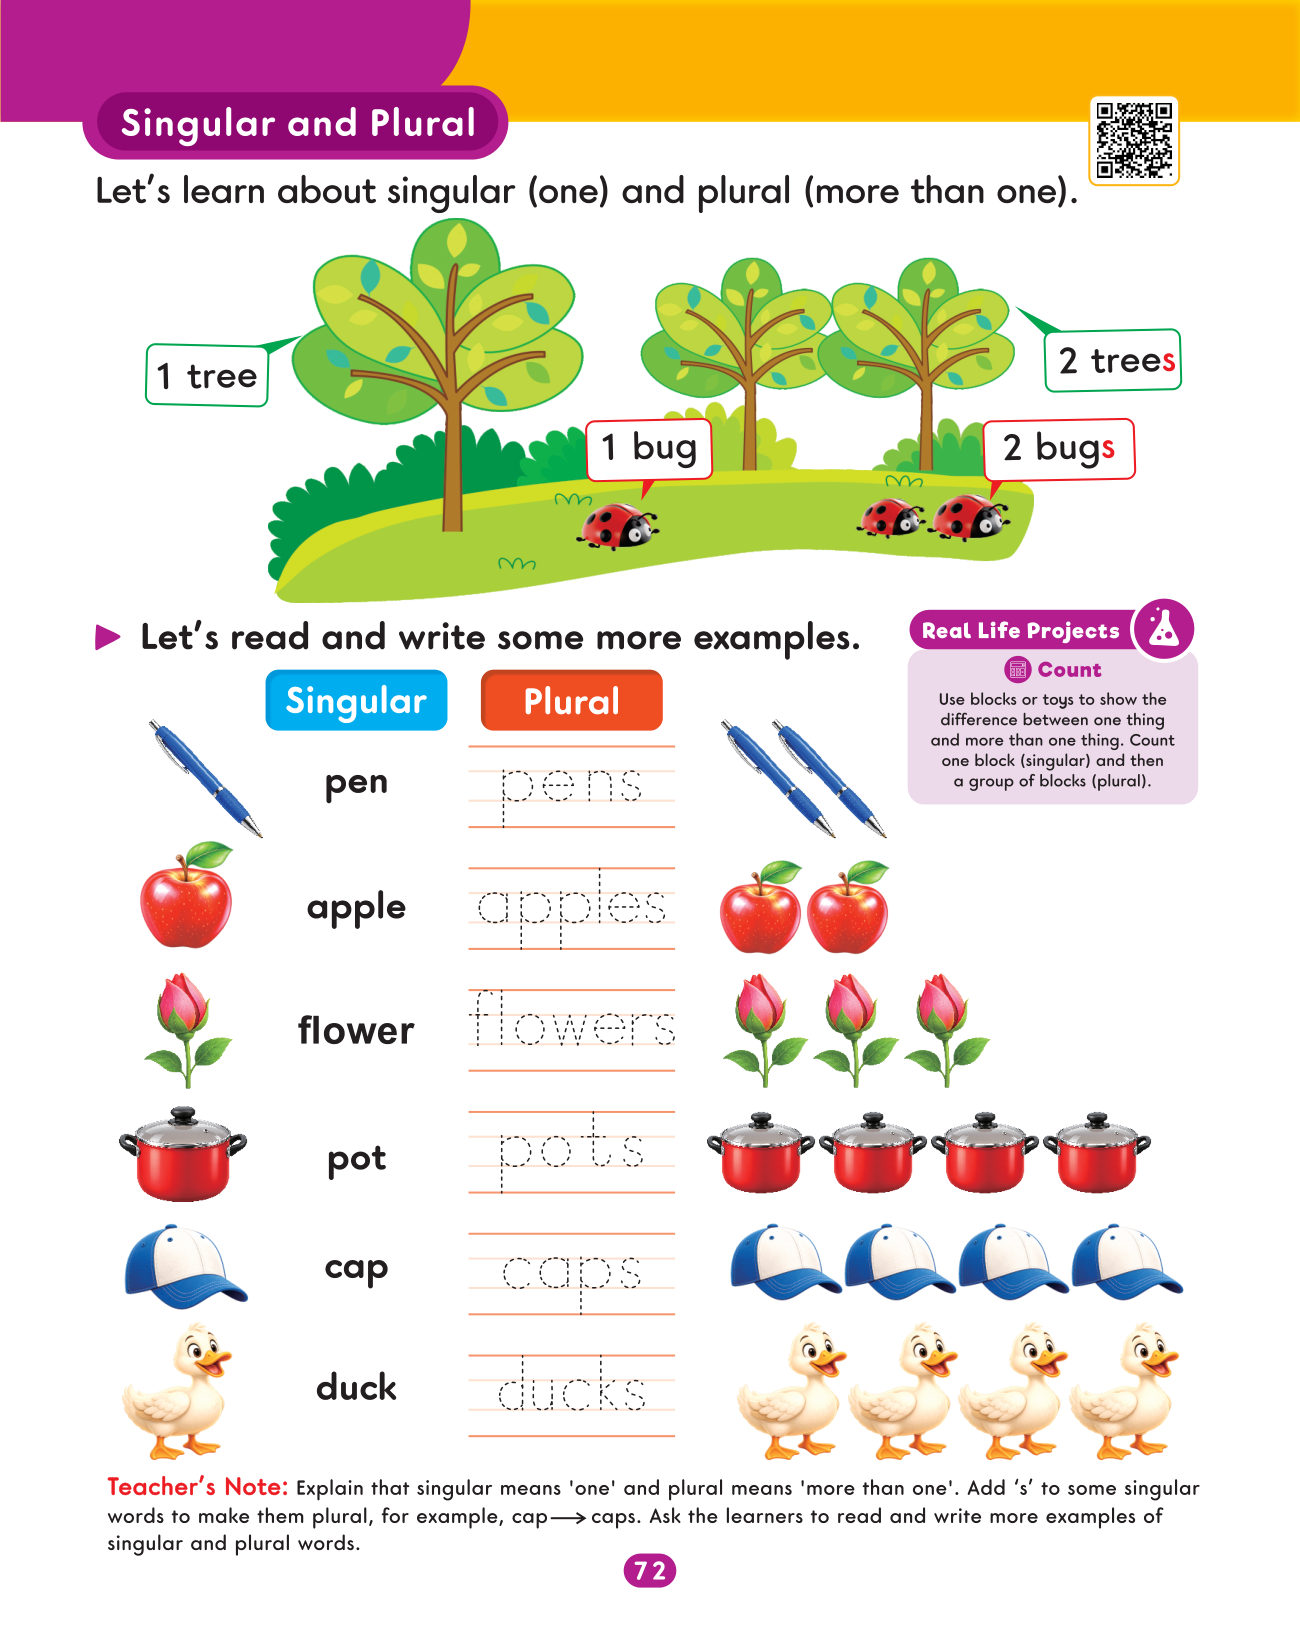 Singular and Plural
Let's learn about singular (one) and plural (more than one).
1 tree
2 trees
1 bug
2 bugs
Let's read and write some more examples.
Real Life Projects
Count
Use blocks or toys to show the
difference between one thing
and more than one thing. Count
one block (singular) and then
a group of blocks (plural).
Singular Plural
pen pens
apple apples
flower flowers
pot pots
cap caps
duck ducks
Teacher's Note: Explain that singular means 'one' and plural means 'more than one'. Add ‘s’ to some singular
words to make them plural, for example, cap → caps. Ask the learners to read and write more examples of
singular and plural words.
72